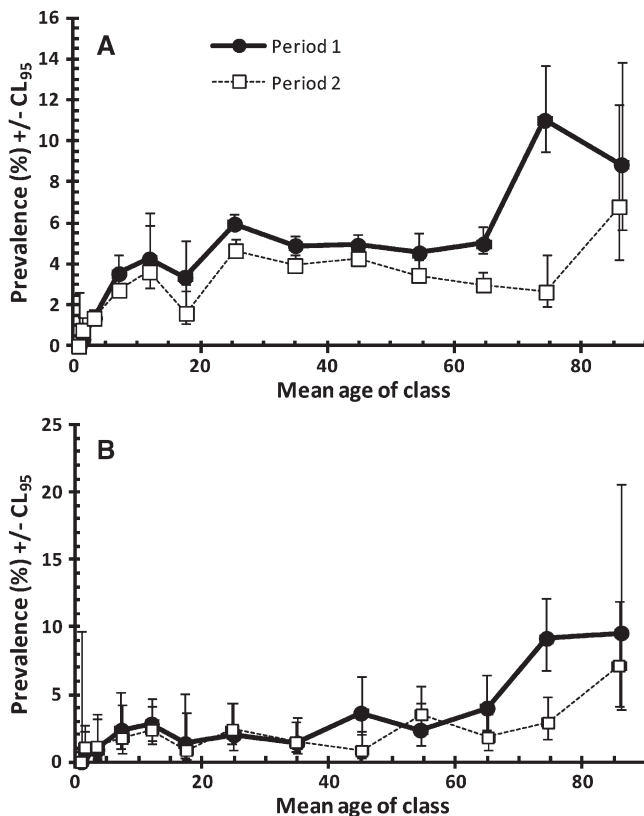 16
14
12
10
8
6
4
2
0
Prevalence (%) +/- CL95
A
Period 1
Period 2
0 20 40 60 80
Mean age of class
25
20
15
10
5
0
Prevalence (%) +/- CL95
B
0 20 40 60 80
Mean age of class